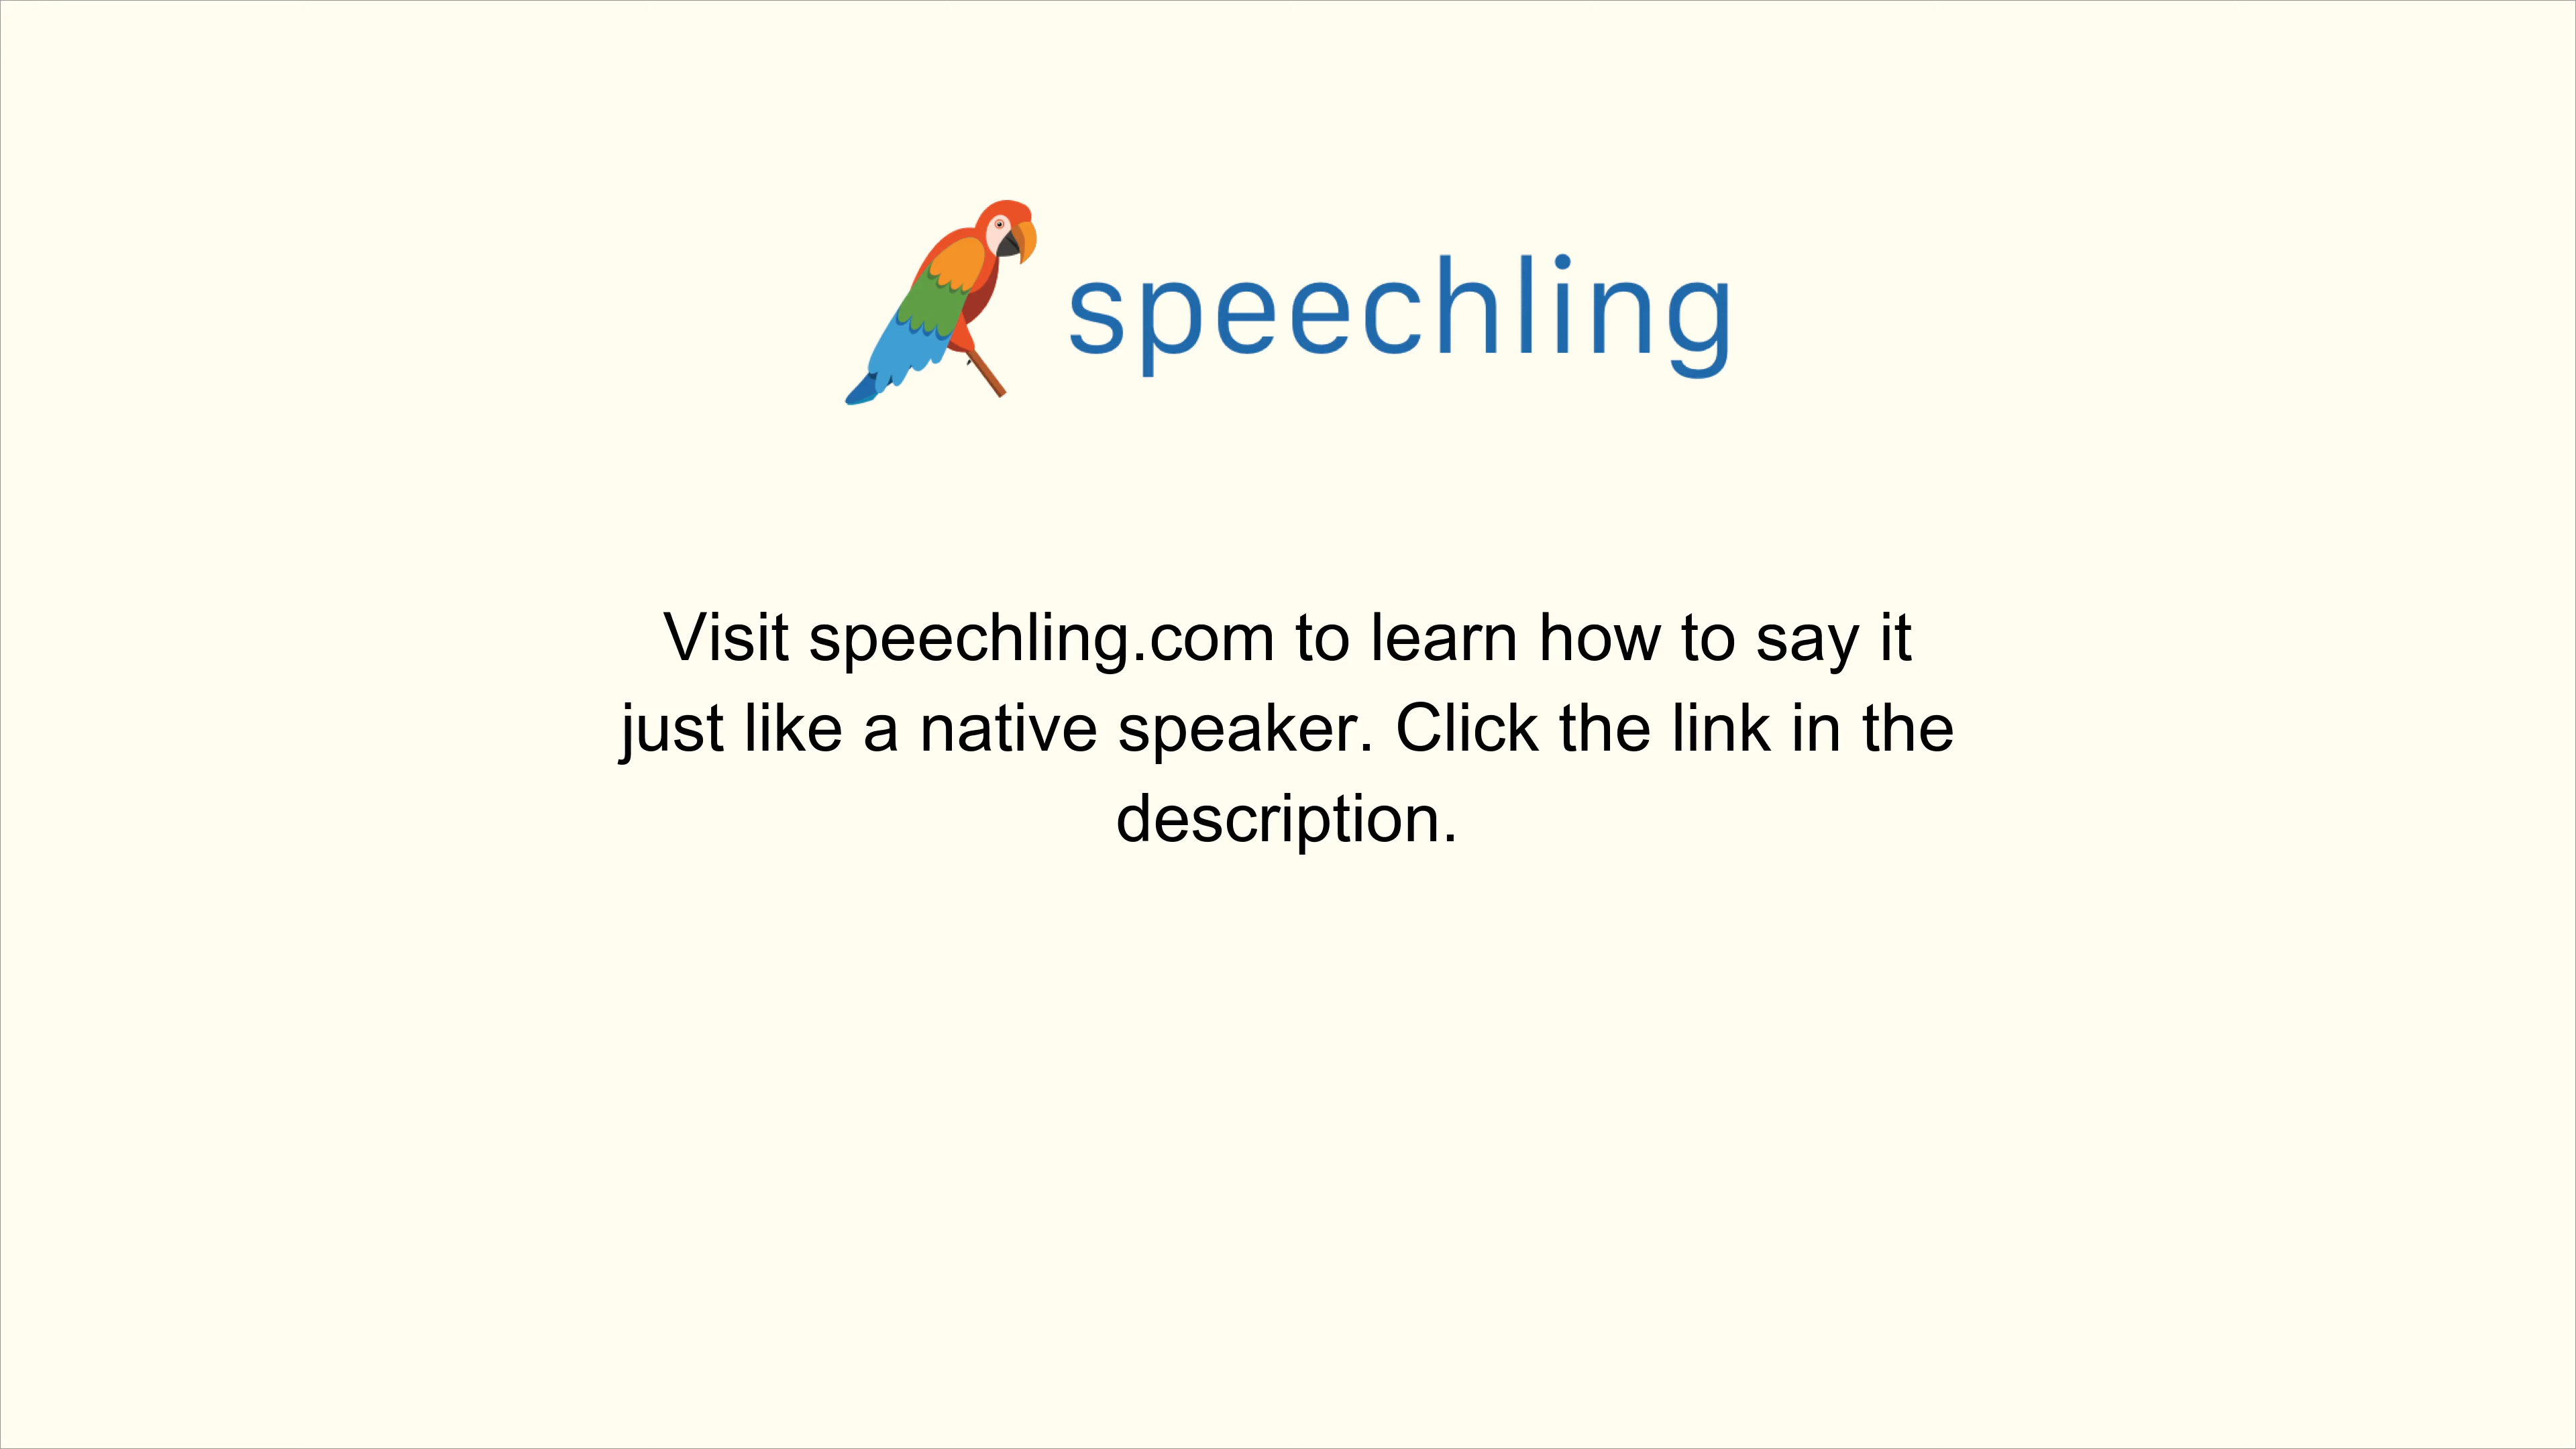 speechling
Visit speechling.com to learn how to say it
just like a native speaker. Click the link in the
description.